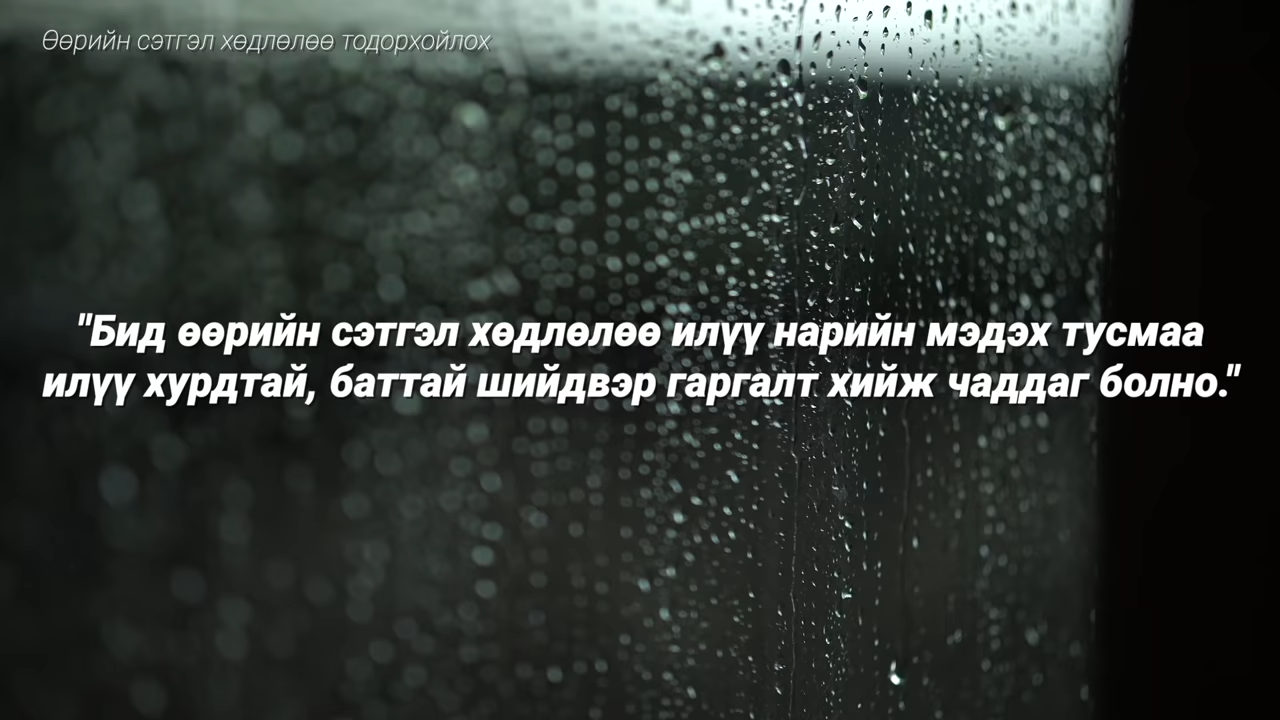 Өөрийн сэтгэл хөдлөлөө тодорхойлох
"Бид өөрийн сэтгэл хөдлөлөө илүү нарийн мэдэх тусмаа
илүү хурдтай, баттай шийдвэр гаргалт хийж чаддаг болно."